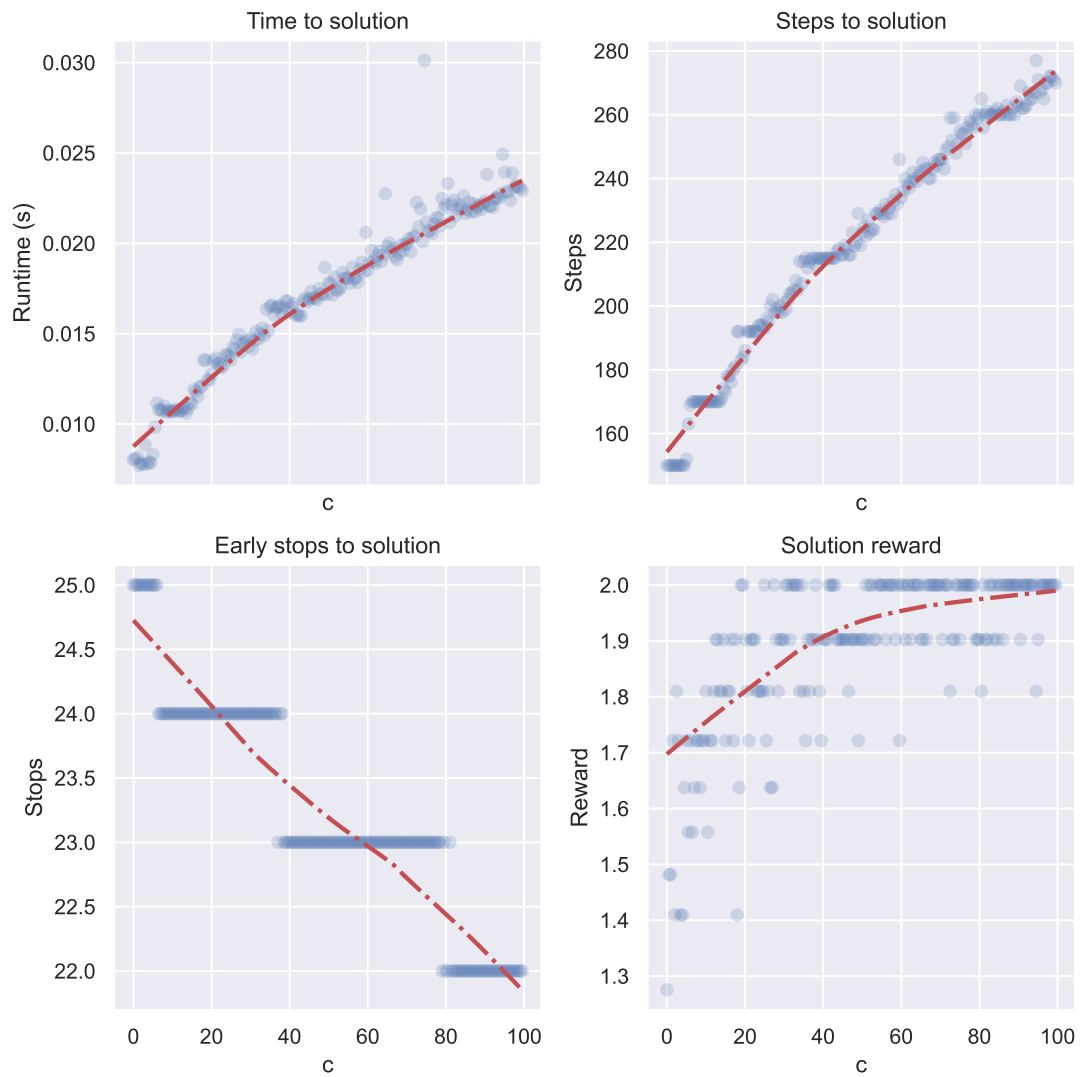 Time to solution
0.030
0.025
0.020
0.015
0.010
Runtime (s)
c
Steps to solution
280
260
240
220
200
180
160
Steps
c
Early stops to solution
25.0
24.5
24.0
23.5
23.0
22.5
22.0
Stops
0 20 40 60 80 100
c
Solution reward
2.0
1.9
1.8
1.7
1.6
1.5
1.4
1.3
Reward
0 20 40 60 80 100
c